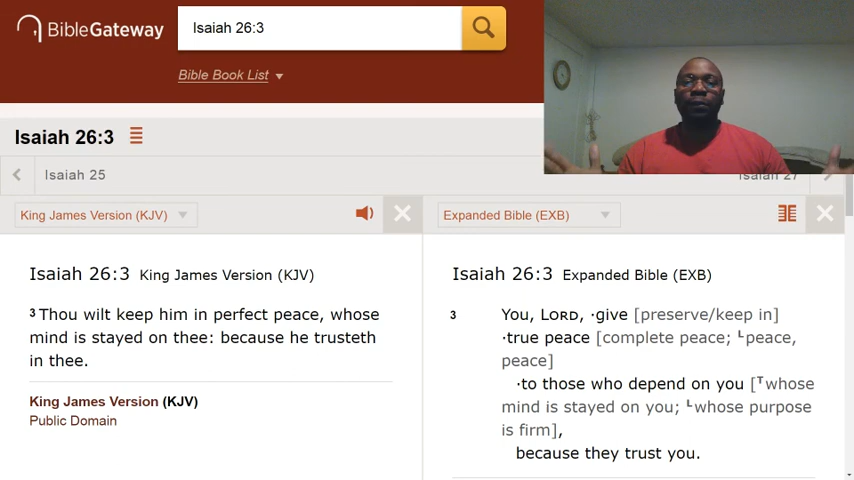 BibleGateway
Isaiah 26:3
Bible Book List
Isaiah 26:3
Isaiah 25
Isaiah 27
King James Version (KJV)
Isaiah 26:3 King James Version (KJV)
3 Thou wilt keep him in perfect peace, whose
mind is stayed on thee: because he trusteth
in thee.
King James Version (KJV)
Public Domain
Expanded Bible (EXB)
Isaiah 26:3 Expanded Bible (EXB)
3 You, LORD, ·give [preserve/keep in]
·true peace [complete peace; ᴸpeace,
peace]
·to those who depend on you [ᵀwhose
mind is stayed on you; ᴸwhose purpose
is firm],
because they trust you.